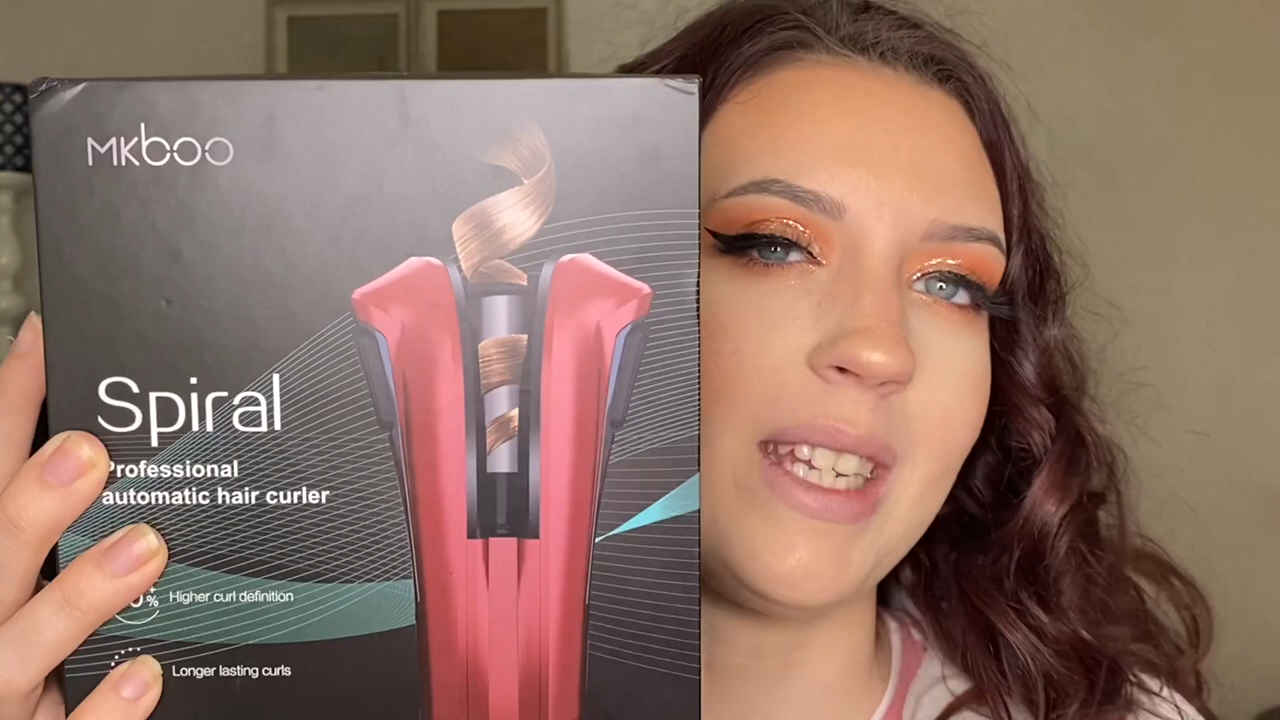 MKboo
Spiral
Professional
automatic hair curler
%
Higher curl definition
Longer lasting curls